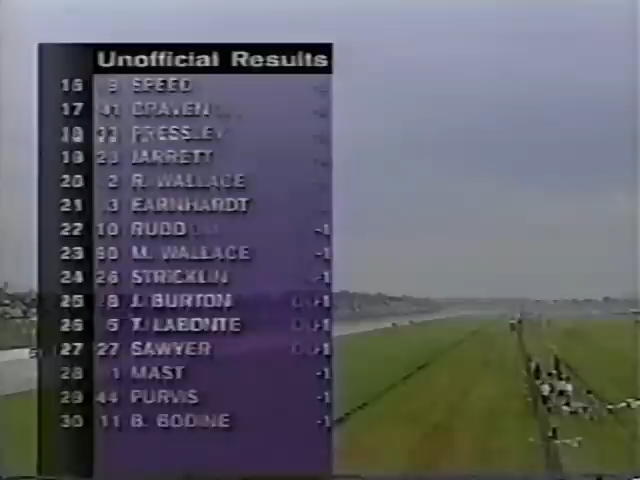 Unofficial Results
16 9 SPEED
17 41 CRAVEN
18 33 PRESSLEY
19 23 JARRETT
20 2 R. WALLACE
21 3 EARNHARDT
22 10 RUDD -1
23 90 M. WALLACE -1
24 26 STRICKLIN -1
25 8 J. BURTON -1
26 5 T. LABONTE -1
27 27 SAWYER -1
28 1 MAST -1
29 44 PURVIS -1
30 11 B. BODINE -1